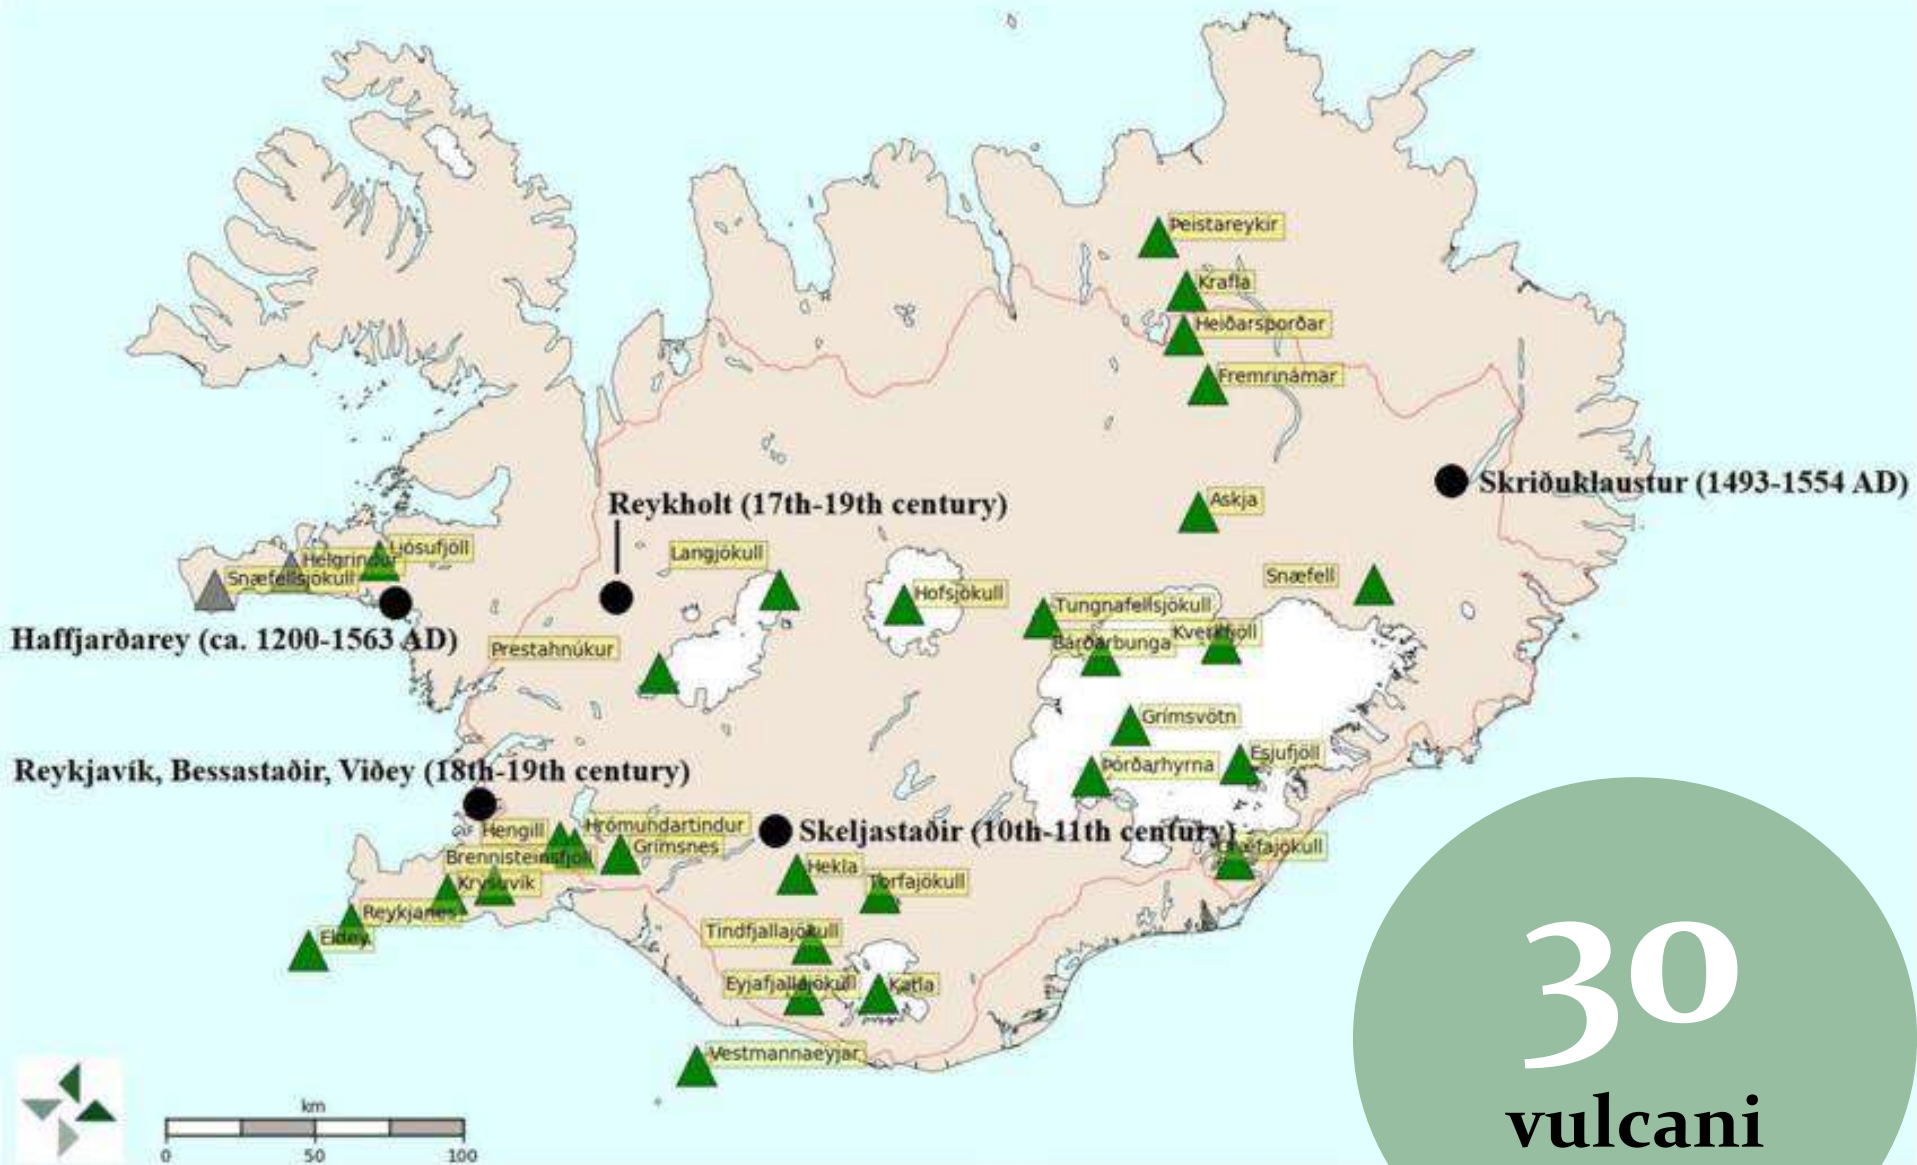 Þeistareykir
Krafla
Heiðarsporðar
Fremrinámar
Skriðuklaustur (1493-1554 AD)
Reykholt (17th-19th century)
Askja
Ljósufjöll
Helgrindur
Snæfellsjökull
Langjökull
Hofsjökull
Snæfell
Tungnafellsjökull
Haffjarðarey (ca. 1200-1563 AD)
Prestahnúkur
Bárðarbunga
Kverkfjöll
Grímsvötn
Esjufjöll
Þórðarhyrna
Reykjavík, Bessastaðir, Viðey (18th-19th century)
Hengill
Hrómundartindur
Skeljastaðir (10th-11th century)
Grímsnes
Öræfajökull
Brennisteinsfjöll
Hekla
Krýsuvík
Torfajökull
Reykjanes
Eldey
Tindfjallajökull
Eyjafjallajökull
Katla
Vestmannaeyjar
30
vulcani
km
0 50 100